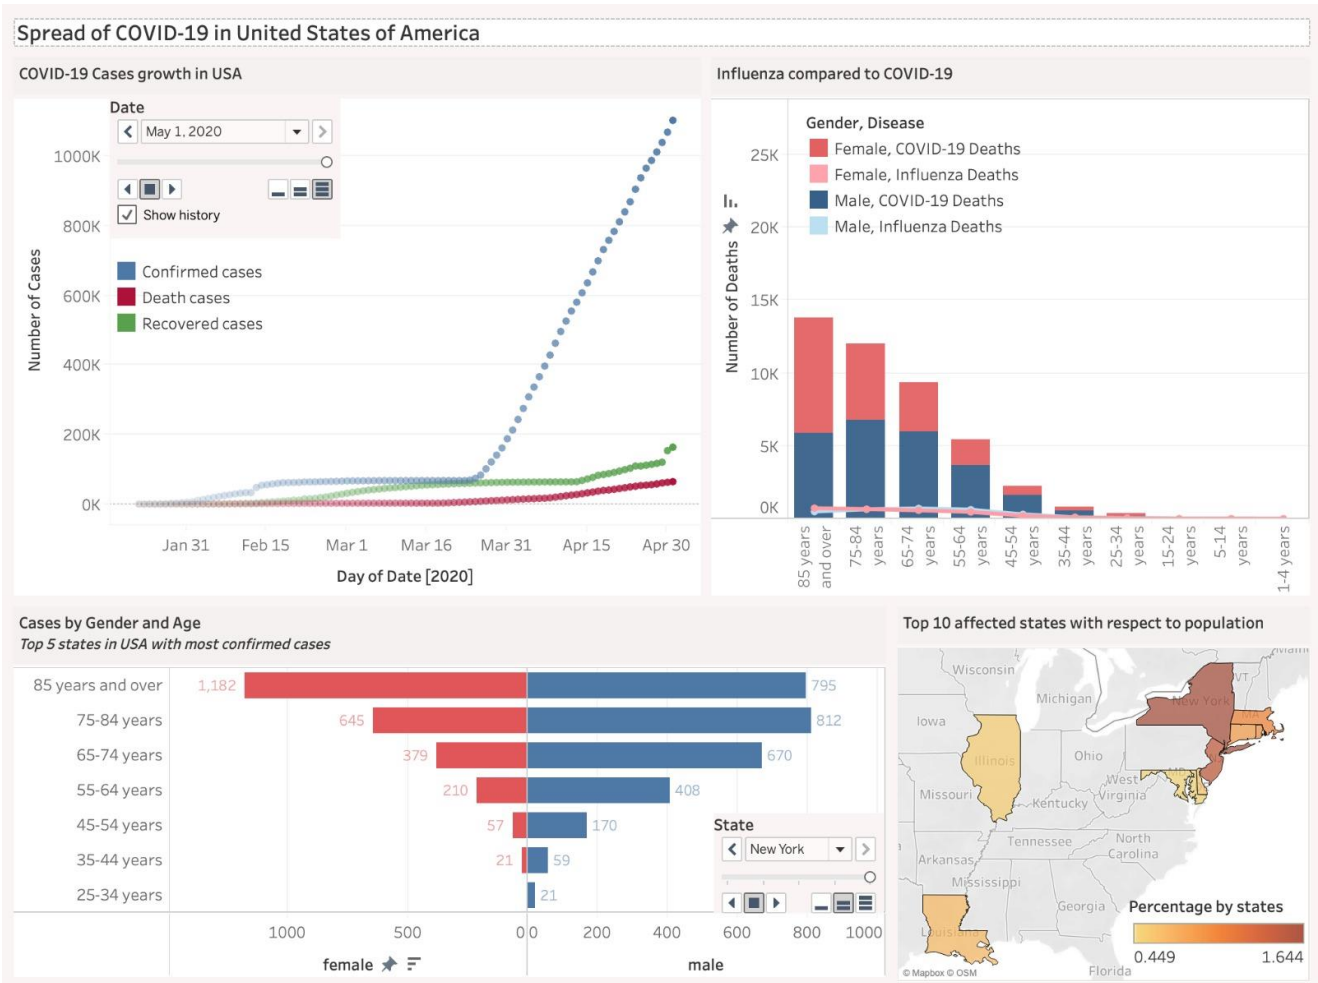 Spread of COVID-19 in United States of America
COVID-19 Cases growth in USA
Date
May 1, 2020
Show history
Confirmed cases
Death cases
Recovered cases
Number of Cases
1000K
800K
600K
400K
200K
0K
Jan 31 Feb 15 Mar 1 Mar 16 Mar 31 Apr 15 Apr 30
Day of Date [2020]
Influenza compared to COVID-19
Gender, Disease
Female, COVID-19 Deaths
Female, Influenza Deaths
Male, COVID-19 Deaths
Male, Influenza Deaths
Number of Deaths
25K
20K
15K
10K
5K
0K
85 years and over
75-84 years
65-74 years
55-64 years
45-54 years
35-44 years
25-34 years
15-24 years
5-14 years
1-4 years
Cases by Gender and Age
Top 5 states in USA with most confirmed cases
85 years and over 1,182 795
75-84 years 645 812
65-74 years 379 670
55-64 years 210 408
45-54 years 57 170
35-44 years 21 59
25-34 years 21
State
New York
1000 500 0 0 200 400 600 800 1000
female male
Top 10 affected states with respect to population
Wisconsin
Michigan
VT
New York
MA
Iowa
Illinois
Ohio
West Virginia
Missouri
Kentucky
Tennessee
North Carolina
Arkansas
Mississippi
Georgia
Louisiana
Florida
Percentage by states
0.449 1.644
© Mapbox © OSM